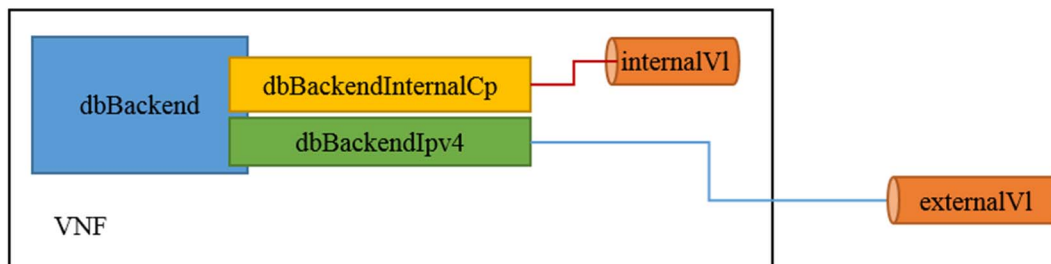 dbBackend
dbBackendInternalCp
internalVl
dbBackendIpv4
externalVl
VNF